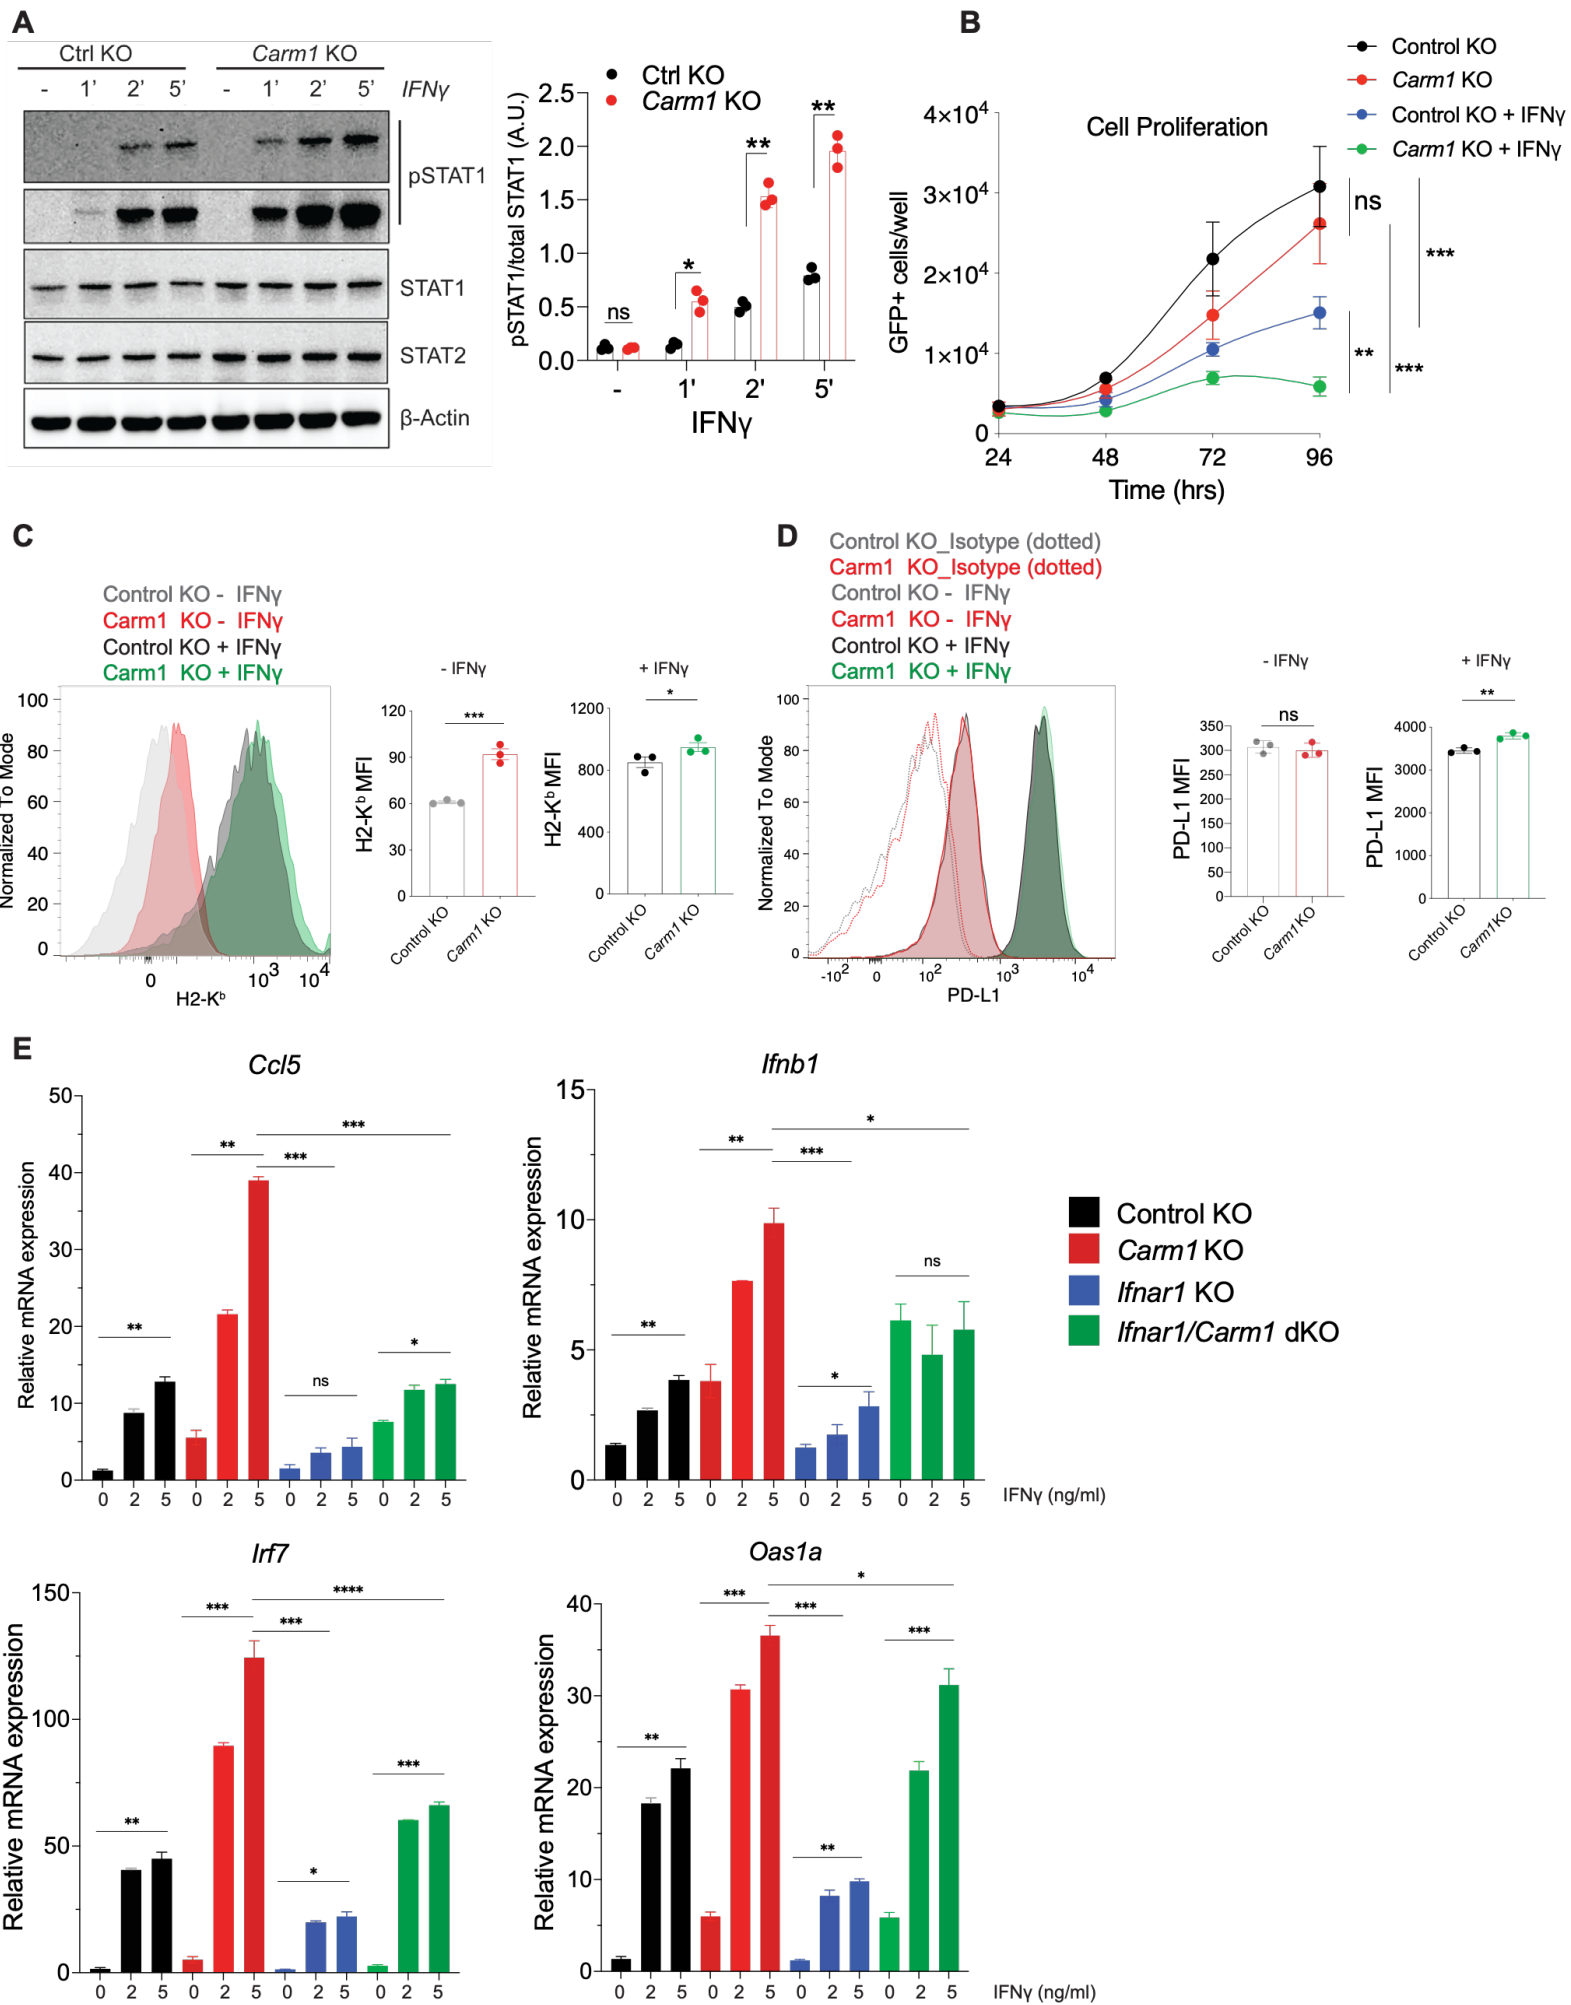 A
Ctrl KO
Carm1 KO
- 1’ 2’ 5’ - 1’ 2’ 5’ IFNγ
pSTAT1
STAT1
STAT2
β-Actin
Ctrl KO
Carm1 KO
pSTAT1/total STAT1 (A.U.)
2.5
2.0
1.5
1.0
0.5
0.0
ns
*
**
**
- 1' 2' 5'
IFNγ
B
Control KO
Carm1 KO
Control KO + IFNγ
Carm1 KO + IFNγ
Cell Proliferation
GFP+ cells/well
4×10⁴
3×10⁴
2×10⁴
1×10⁴
0
24 48 72 96
Time (hrs)
ns
***
**
***
C
Control KO - IFNγ
Carm1 KO - IFNγ
Control KO + IFNγ
Carm1 KO + IFNγ
Normalized To Mode
100
80
60
40
20
0
0 10³ 10⁴
H2-Kᵇ
- IFNγ
***
H2-Kᵇ MFI
120
90
60
30
0
Control KO
Carm1 KO
+ IFNγ
*
H2-Kᵇ MFI
1200
800
400
0
Control KO
Carm1 KO
D
Control KO_Isotype (dotted)
Carm1 KO_Isotype (dotted)
Control KO - IFNγ
Carm1 KO - IFNγ
Control KO + IFNγ
Carm1 KO + IFNγ
Normalized To Mode
100
80
60
40
20
0
-10² 0 10² 10³ 10⁴
PD-L1
- IFNγ
ns
PD-L1 MFI
350
300
250
200
150
100
50
0
Control KO
Carm1 KO
+ IFNγ
**
PD-L1 MFI
4000
3000
2000
1000
0
Control KO
Carm1KO
E
Ccl5
Relative mRNA expression
50
40
30
20
10
0
**
**
***
***
ns
*
0 2 5 0 2 5 0 2 5 0 2 5
Ifnb1
Relative mRNA expression
15
10
5
0
**
**
***
*
*
ns
0 2 5 0 2 5 0 2 5 0 2 5 IFNγ (ng/ml)
Control KO
Carm1 KO
Ifnar1 KO
Ifnar1/Carm1 dKO
Irf7
Relative mRNA expression
150
100
50
0
**
***
***
****
*
***
0 2 5 0 2 5 0 2 5 0 2 5
Oas1a
Relative mRNA expression
40
30
20
10
0
**
***
***
*
**
***
0 2 5 0 2 5 0 2 5 0 2 5 IFNγ (ng/ml)